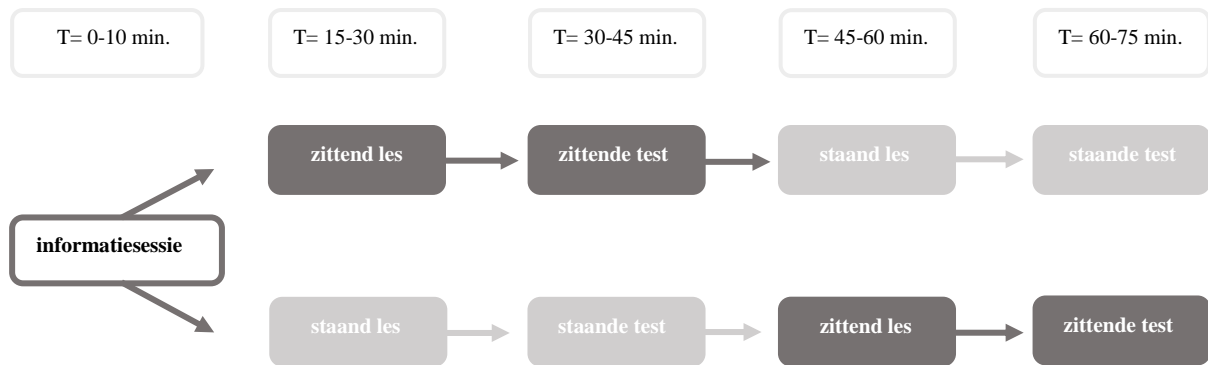 T= 0-10 min.
T= 15-30 min.
T= 30-45 min.
T= 45-60 min.
T= 60-75 min.
zittend les
zittende test
staand les
staande test
informatiesessie
staand les
staande test
zittend les
zittende test